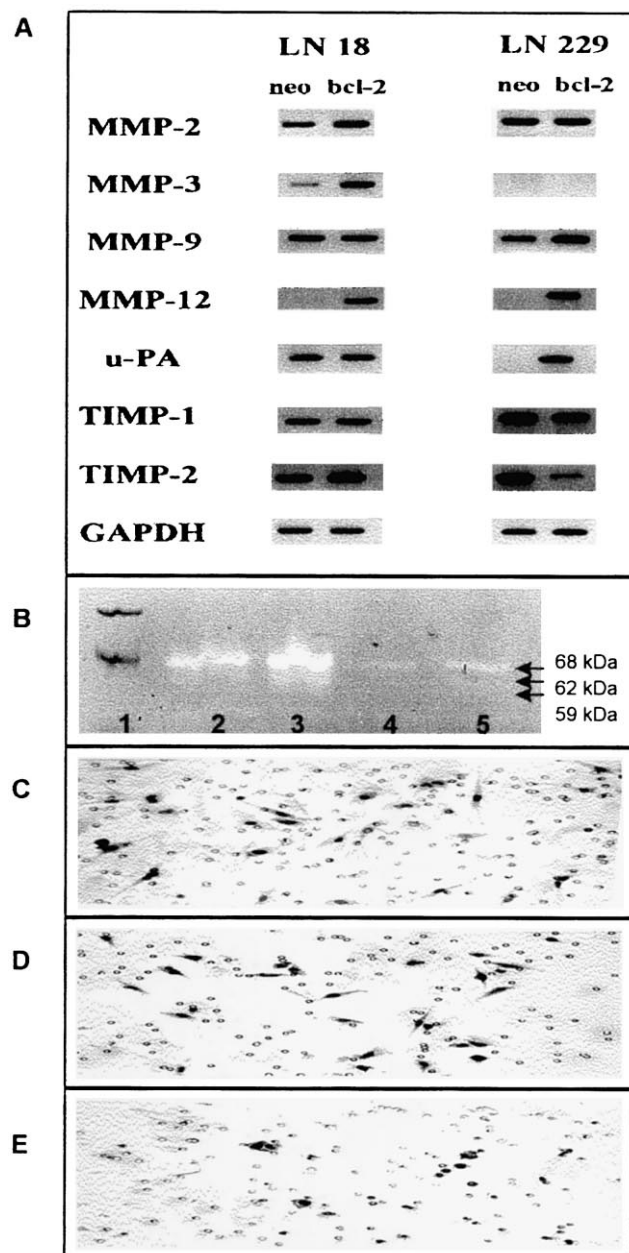 A
LN 18 LN 229
neo bcl-2 neo bcl-2
MMP-2
MMP-3
MMP-9
MMP-12
u-PA
TIMP-1
TIMP-2
GAPDH
B
68 kDa
62 kDa
59 kDa
1 2 3 4 5
C
D
E